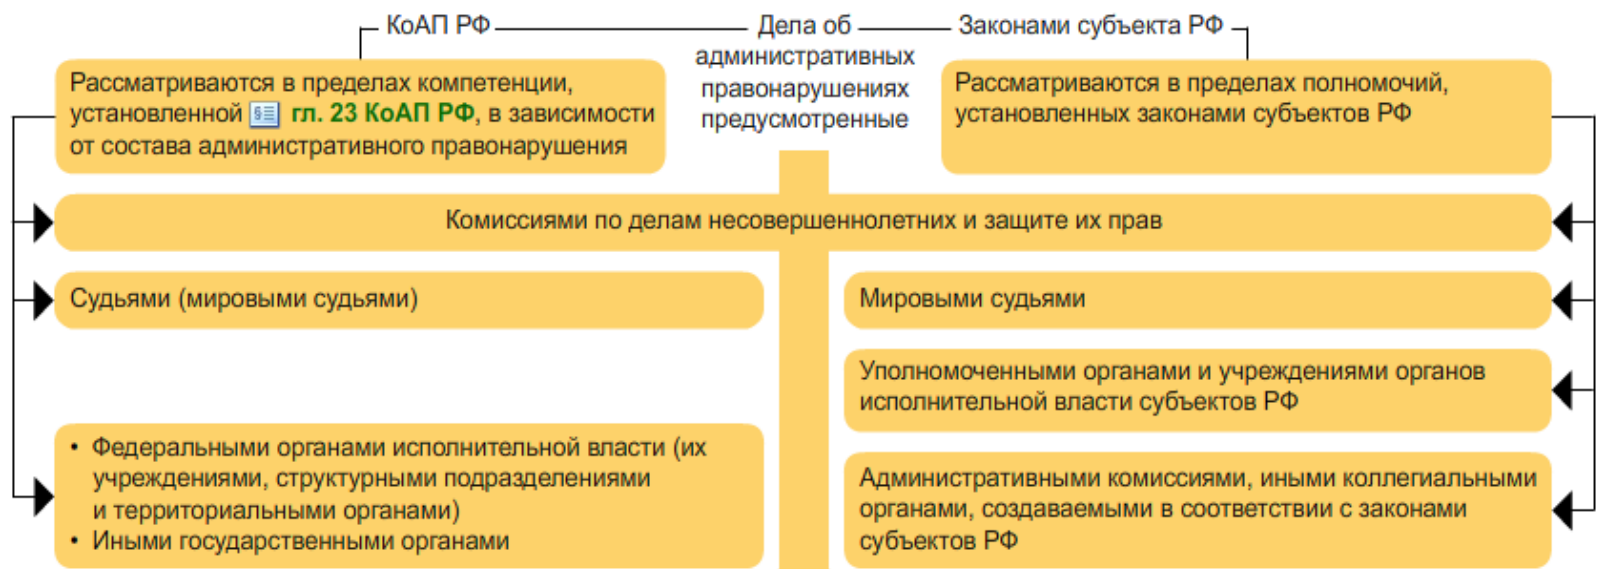 КоАП РФ
Дела об
административных
правонарушениях
предусмотренные
Законами субъекта РФ
Рассматриваются в пределах компетенции,
установленной гл. 23 КоАП РФ, в зависимости
от состава административного правонарушения
Рассматриваются в пределах полномочий,
установленных законами субъектов РФ
Комиссиями по делам несовершеннолетних и защите их прав
Судьями (мировыми судьями)
Мировыми судьями
Уполномоченными органами и учреждениями органов
исполнительной власти субъектов РФ
• Федеральными органами исполнительной власти (их
учреждениями, структурными подразделениями
и территориальными органами)
• Иными государственными органами
Административными комиссиями, иными коллегиальными
органами, создаваемыми в соответствии с законами
субъектов РФ